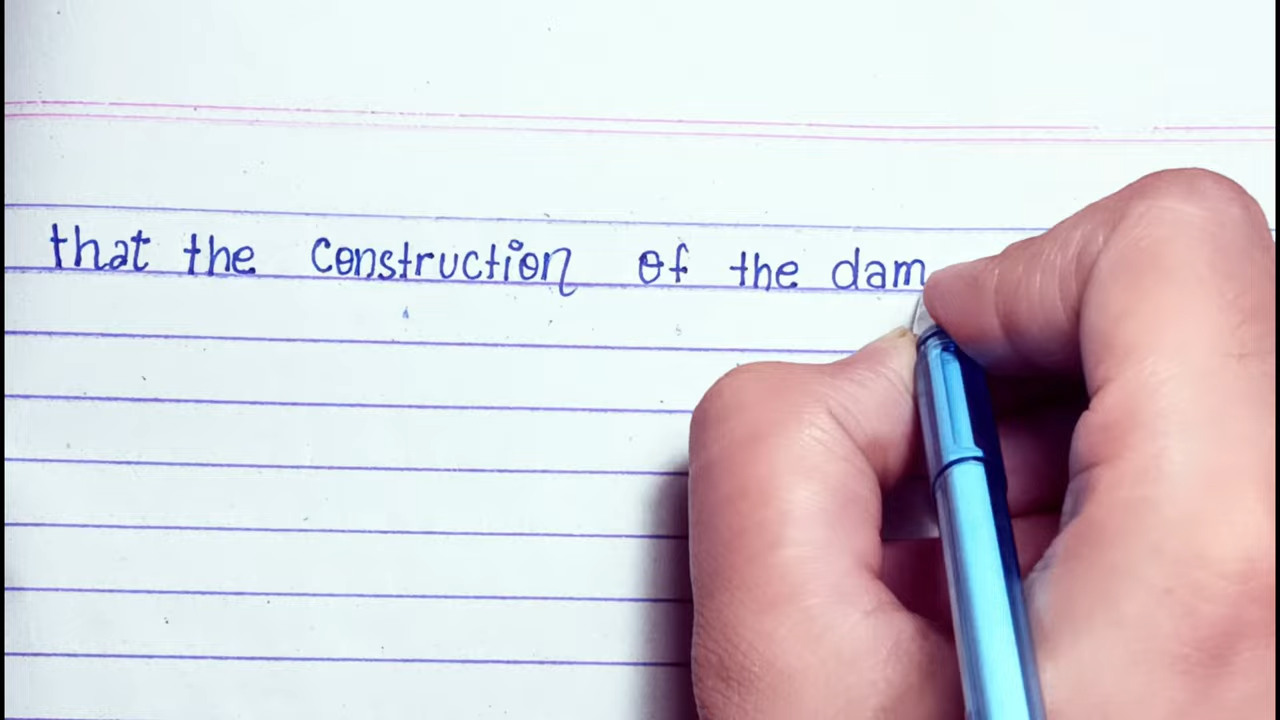 that the construction of the dam